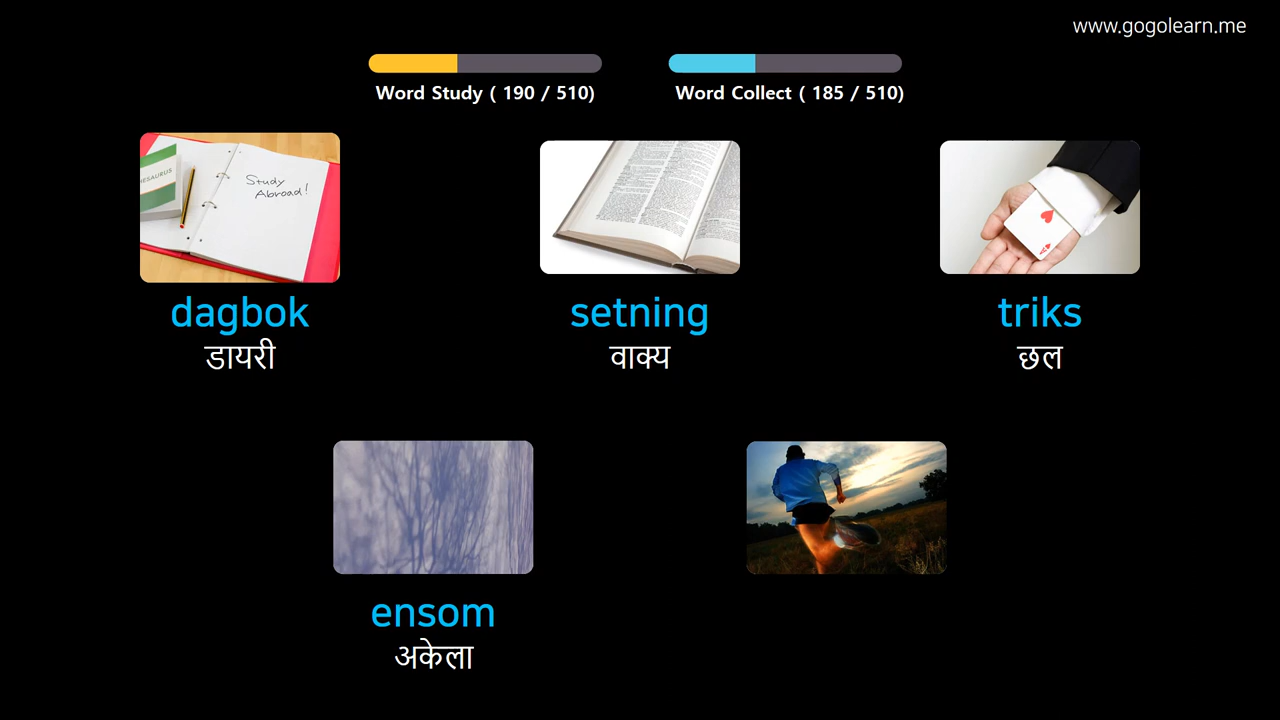 www.gogolearn.me
Word Study ( 190 / 510)
Word Collect ( 185 / 510)
HESAURUS
Study
Abroad!
A
dagbok
setning
triks
डायरी
वाक्य
छल
ensom
अकेला